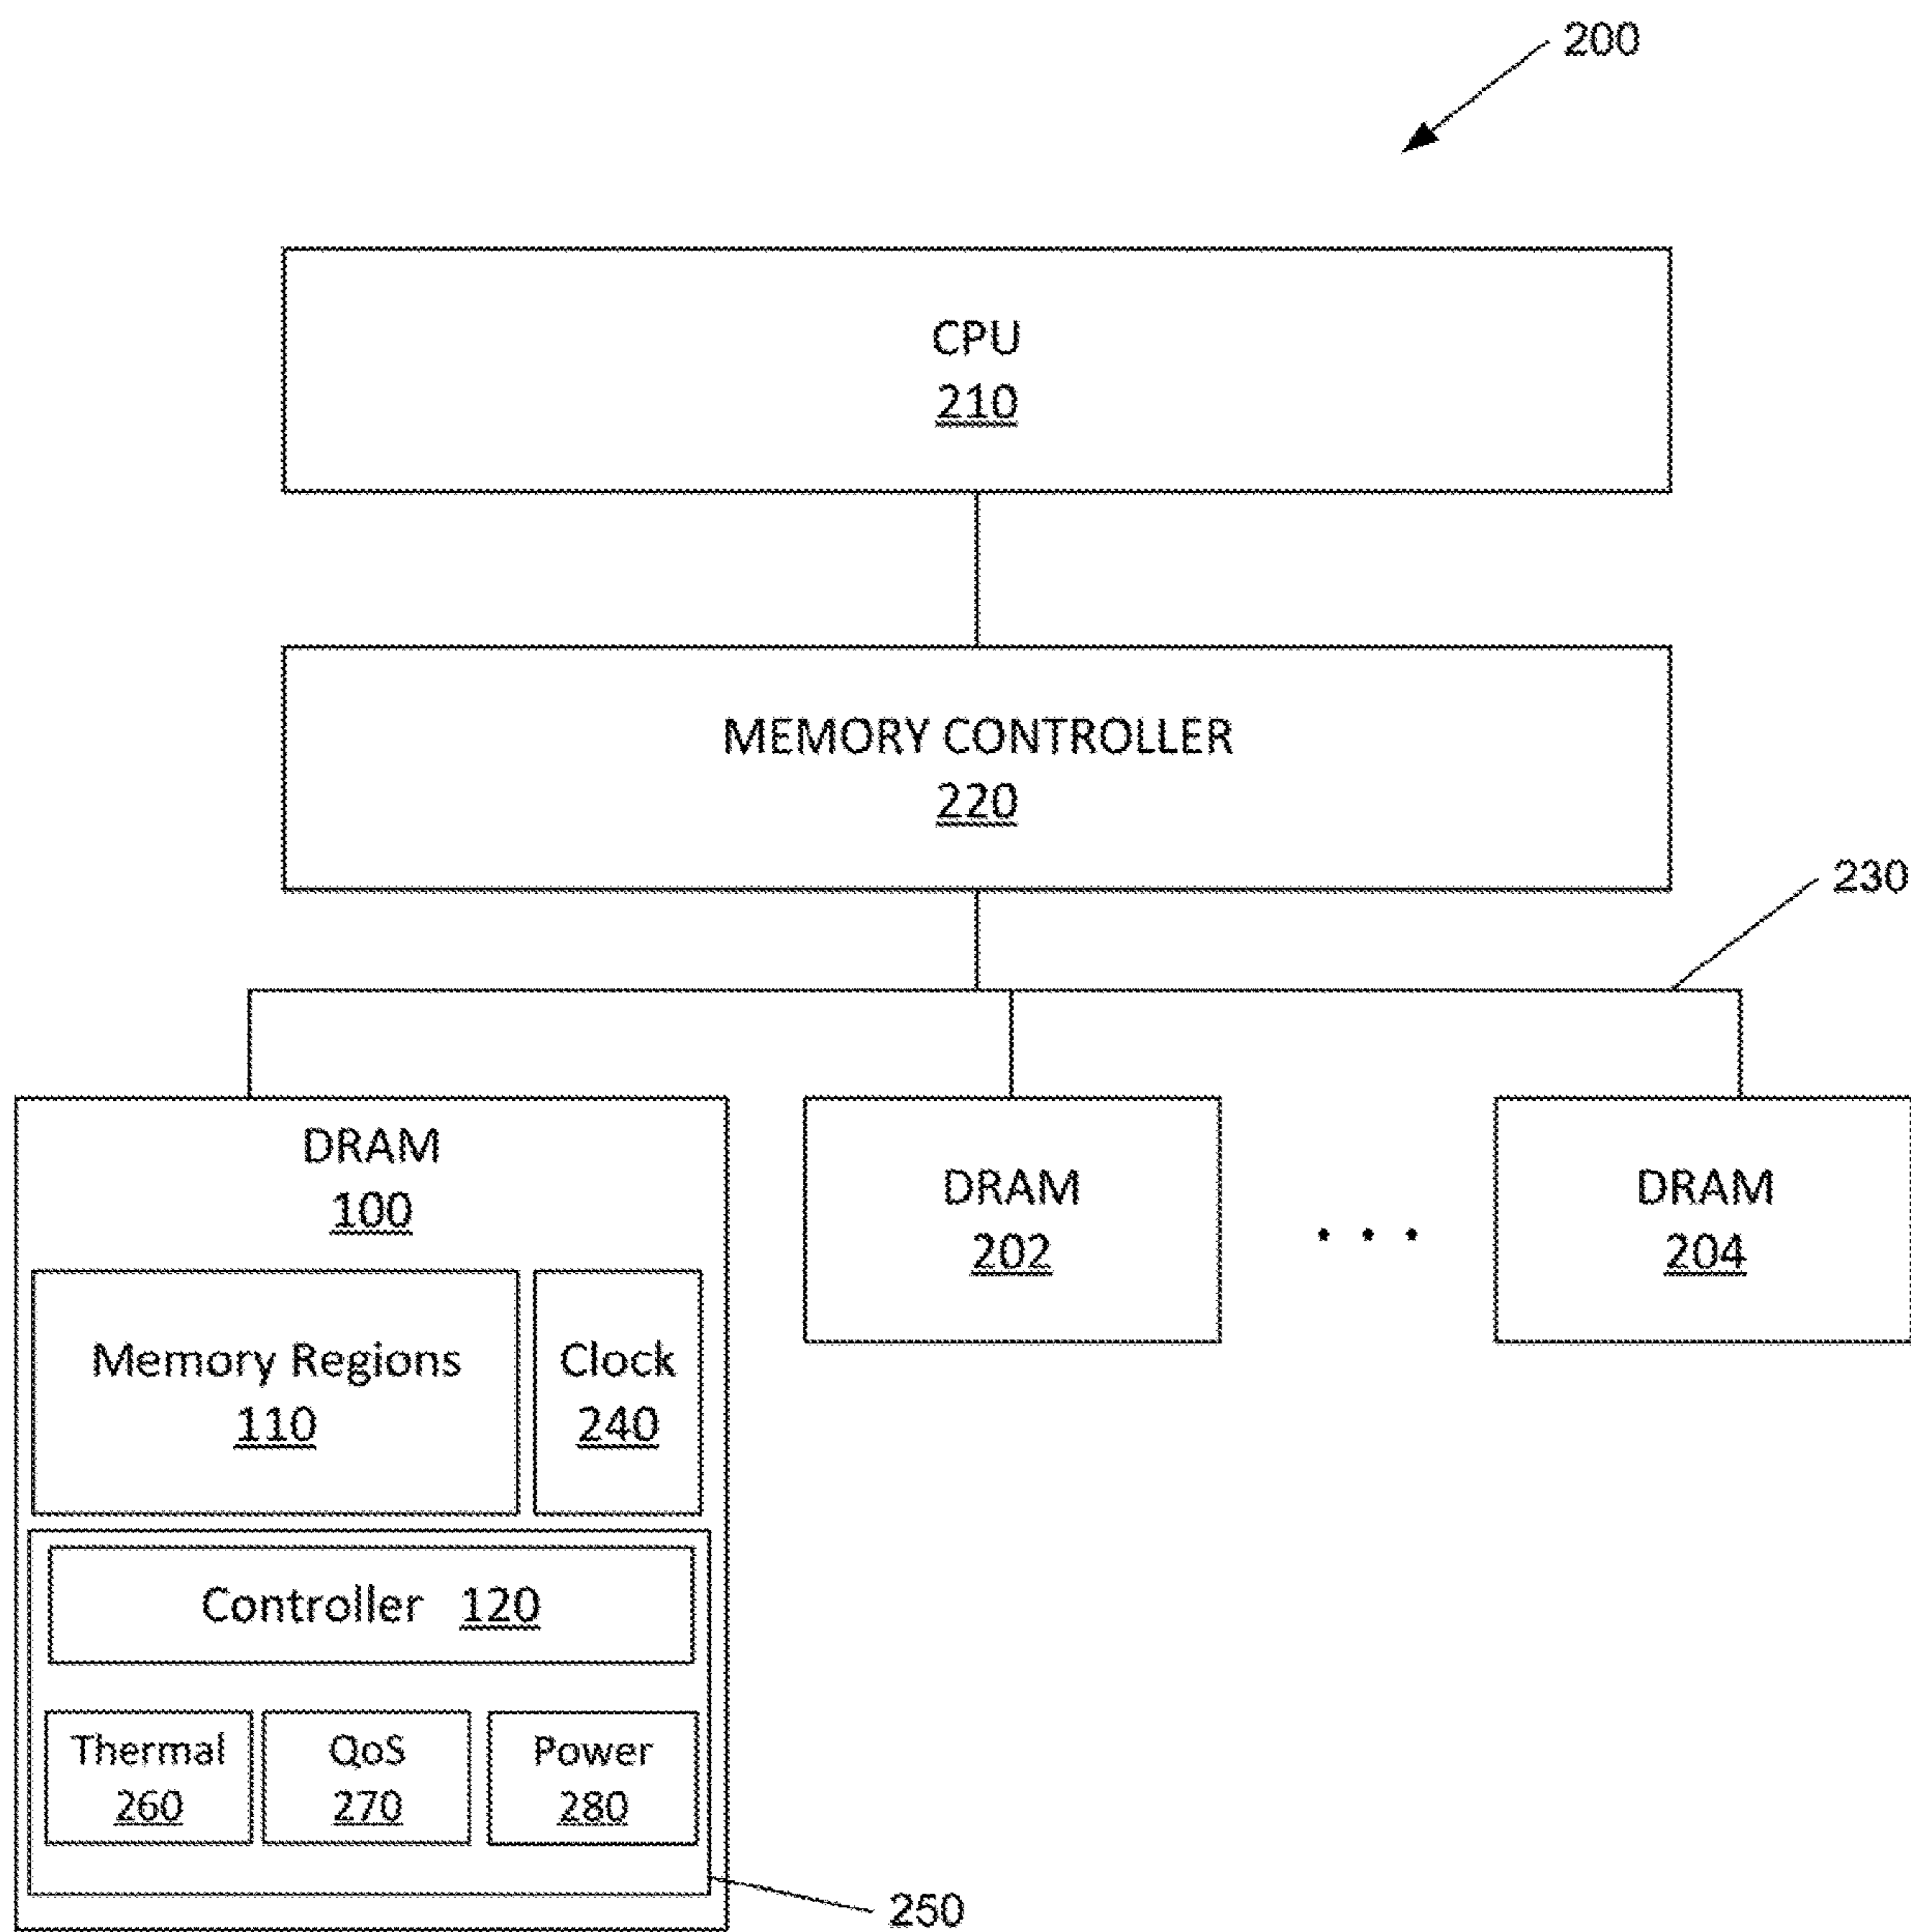 200
CPU
210
MEMORY CONTROLLER
220
230
DRAM
100
DRAM
202
. . .
DRAM
204
Memory Regions
110
Clock
240
Controller 120
Thermal
260
QoS
270
Power
280
250